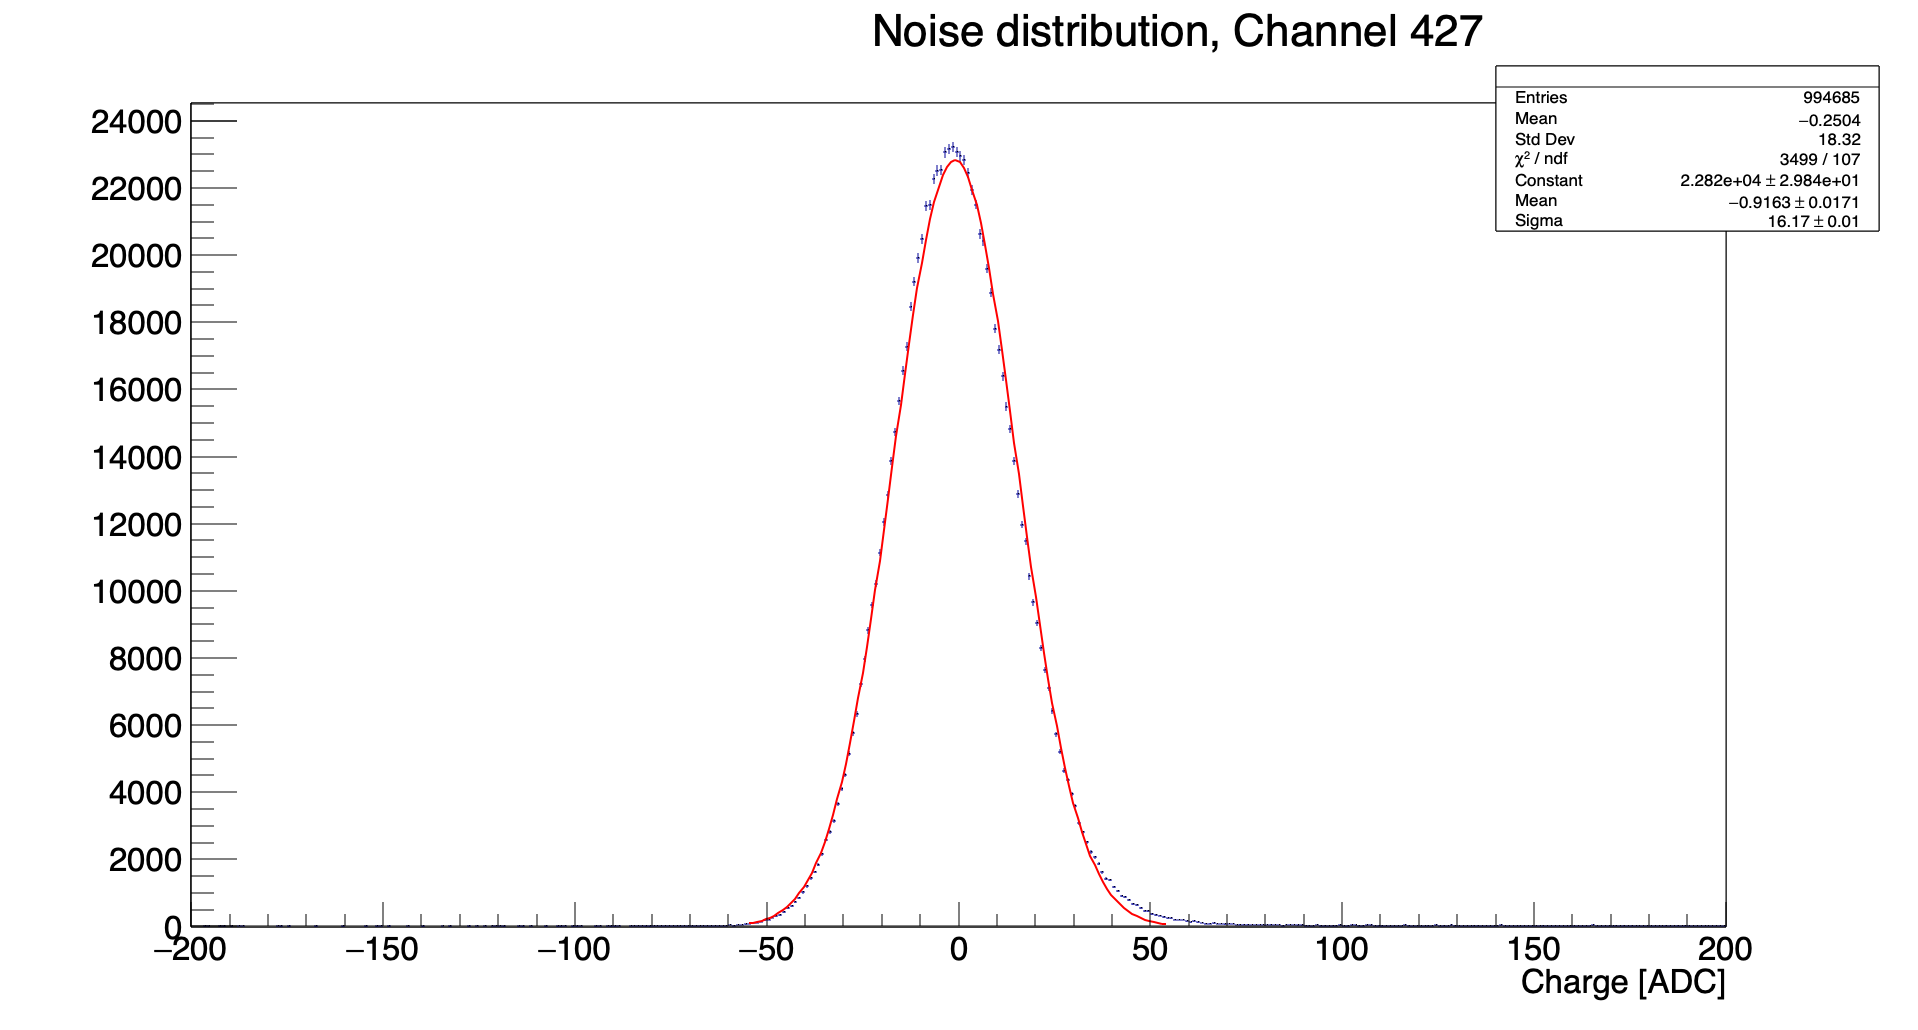 Noise distribution, Channel 427
Entries 994685
Mean −0.2504
Std Dev 18.32
χ² / ndf 3499 / 107
Constant 2.282e+04 ± 2.984e+01
Mean −0.9163 ± 0.0171
Sigma 16.17 ± 0.01
24000
22000
20000
18000
16000
14000
12000
10000
8000
6000
4000
2000
0
−200 −150 −100 −50 0 50 100 150 200
Charge [ADC]